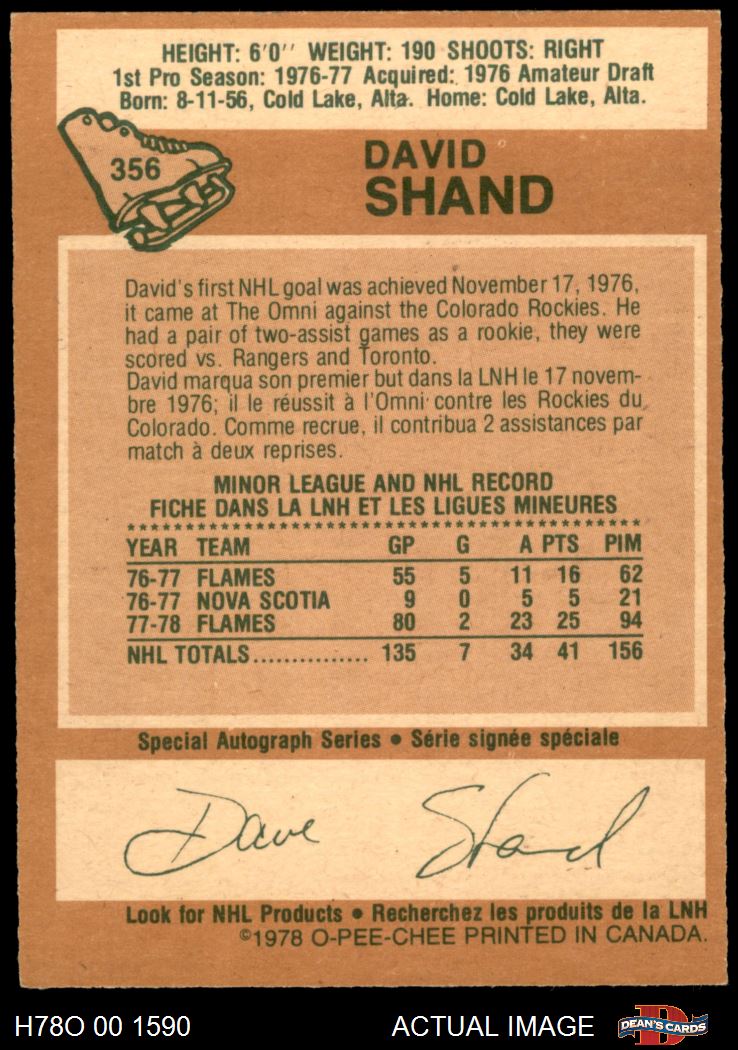 HEIGHT: 6'0'' WEIGHT: 190 SHOOTS: RIGHT
1st Pro Season: 1976-77 Acquired: 1976 Amateur Draft
Born: 8-11-56, Cold Lake, Alta. Home: Cold Lake, Alta.
356
DAVID
SHAND
David's first NHL goal was achieved November 17, 1976,
it came at The Omni against the Colorado Rockies. He
had a pair of two-assist games as a rookie, they were
scored vs. Rangers and Toronto.
David marqua son premier but dans la LNH le 17 novem-
bre 1976; il le réussit à l'Omni contre les Rockies du
Colorado. Comme recrue, il contribua 2 assistances par
match à deux reprises.
MINOR LEAGUE AND NHL RECORD
FICHE DANS LA LNH ET LES LIGUES MINEURES
YEAR TEAM GP G A PTS PIM
76-77 FLAMES 55 5 11 16 62
76-77 NOVA SCOTIA 9 0 5 5 21
77-78 FLAMES 80 2 23 25 94
NHL TOTALS................ 135 7 34 41 156
Special Autograph Series • Série signée spéciale
Dave Shand
Look for NHL Products • Recherchez les produits de la LNH
©1978 O-PEE-CHEE PRINTED IN CANADA.
H78O 00 1590 ACTUAL IMAGE D DEAN'S CARDS